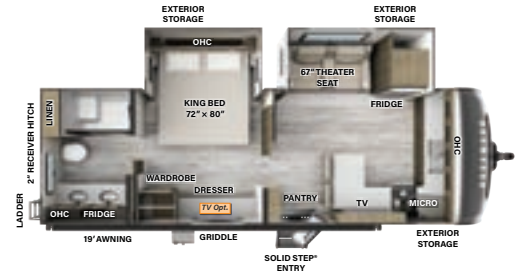 EXTERIOR
STORAGE
EXTERIOR
STORAGE
OHC
67" THEATER
SEAT
KING BED
72" × 80"
FRIDGE
LINEN
2" RECEIVER HITCH
OHC
WARDROBE
DRESSER
TV Opt.
PANTRY
TV
MICRO
LADDER
OHC
FRIDGE
19' AWNING
GRIDDLE
EXTERIOR
STORAGE
SOLID STEP®
ENTRY